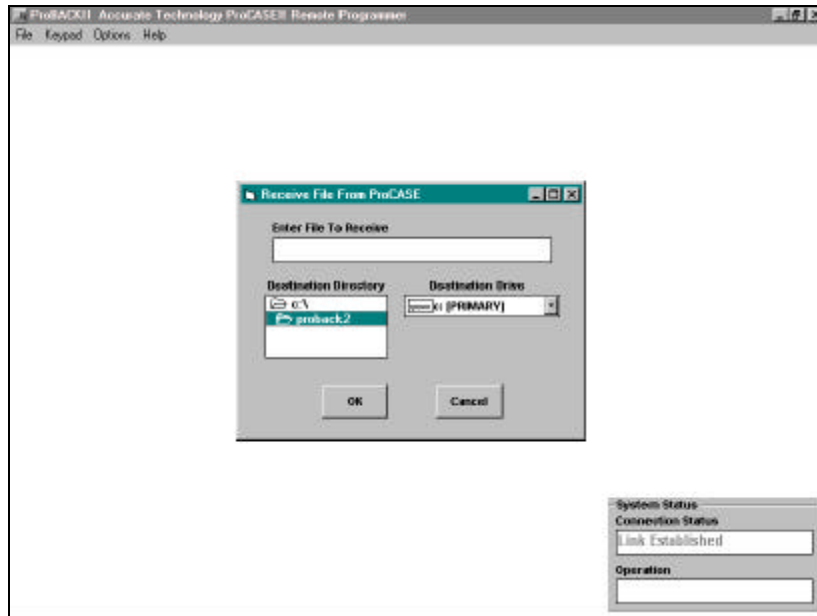 ProBACKII Accurate Technology ProCASEII Remote Programmer
File Keypad Options Help
Receive File From ProCASE
Enter File To Receive
Destination Directory Destination Drive
c:\ c: [PRIMARY]
proback2
OK Cancel
System Status
Connection Status
Link Established
Operation